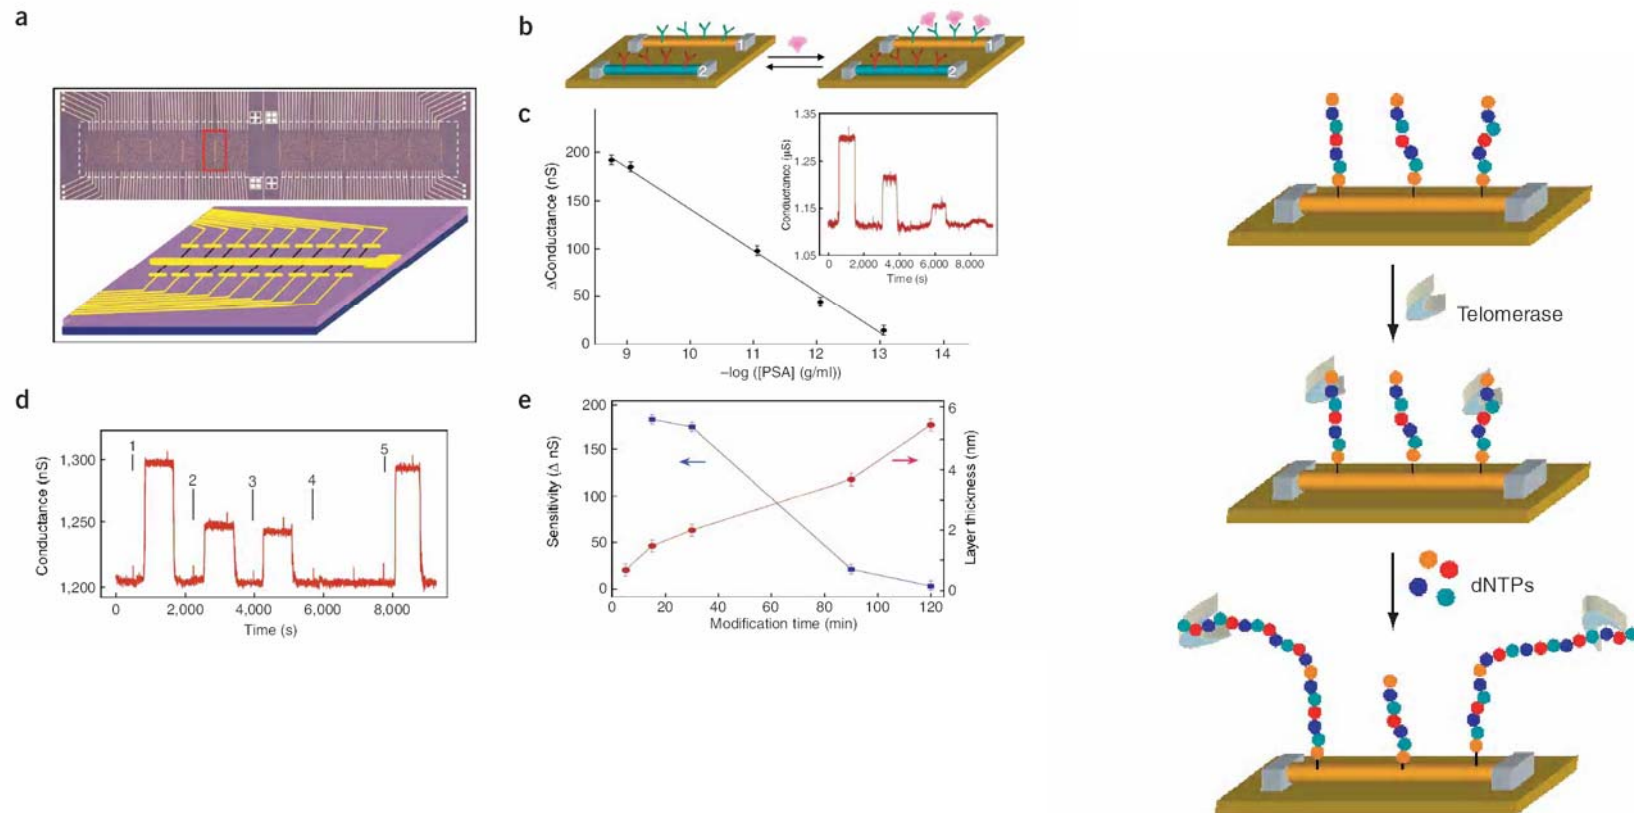 a
b
1
2
1
2
c
ΔConductance (nS)
200
150
100
50
0
9 10 11 12 13 14
–log ([PSA] (g/ml))
Conductance (µS)
1.35
1.25
1.15
1.05
0 2,000 4,000 6,000 8,000
Time (s)
d
Conductance (nS)
1,300
1,250
1,200
1
2
3
4
5
0 2,000 4,000 6,000 8,000
Time (s)
e
Sensitivity (Δ nS)
200
150
100
50
0
Layer thickness (nm)
6
4
2
0
0 20 40 60 80 100 120
Modification time (min)
Telomerase
dNTPs